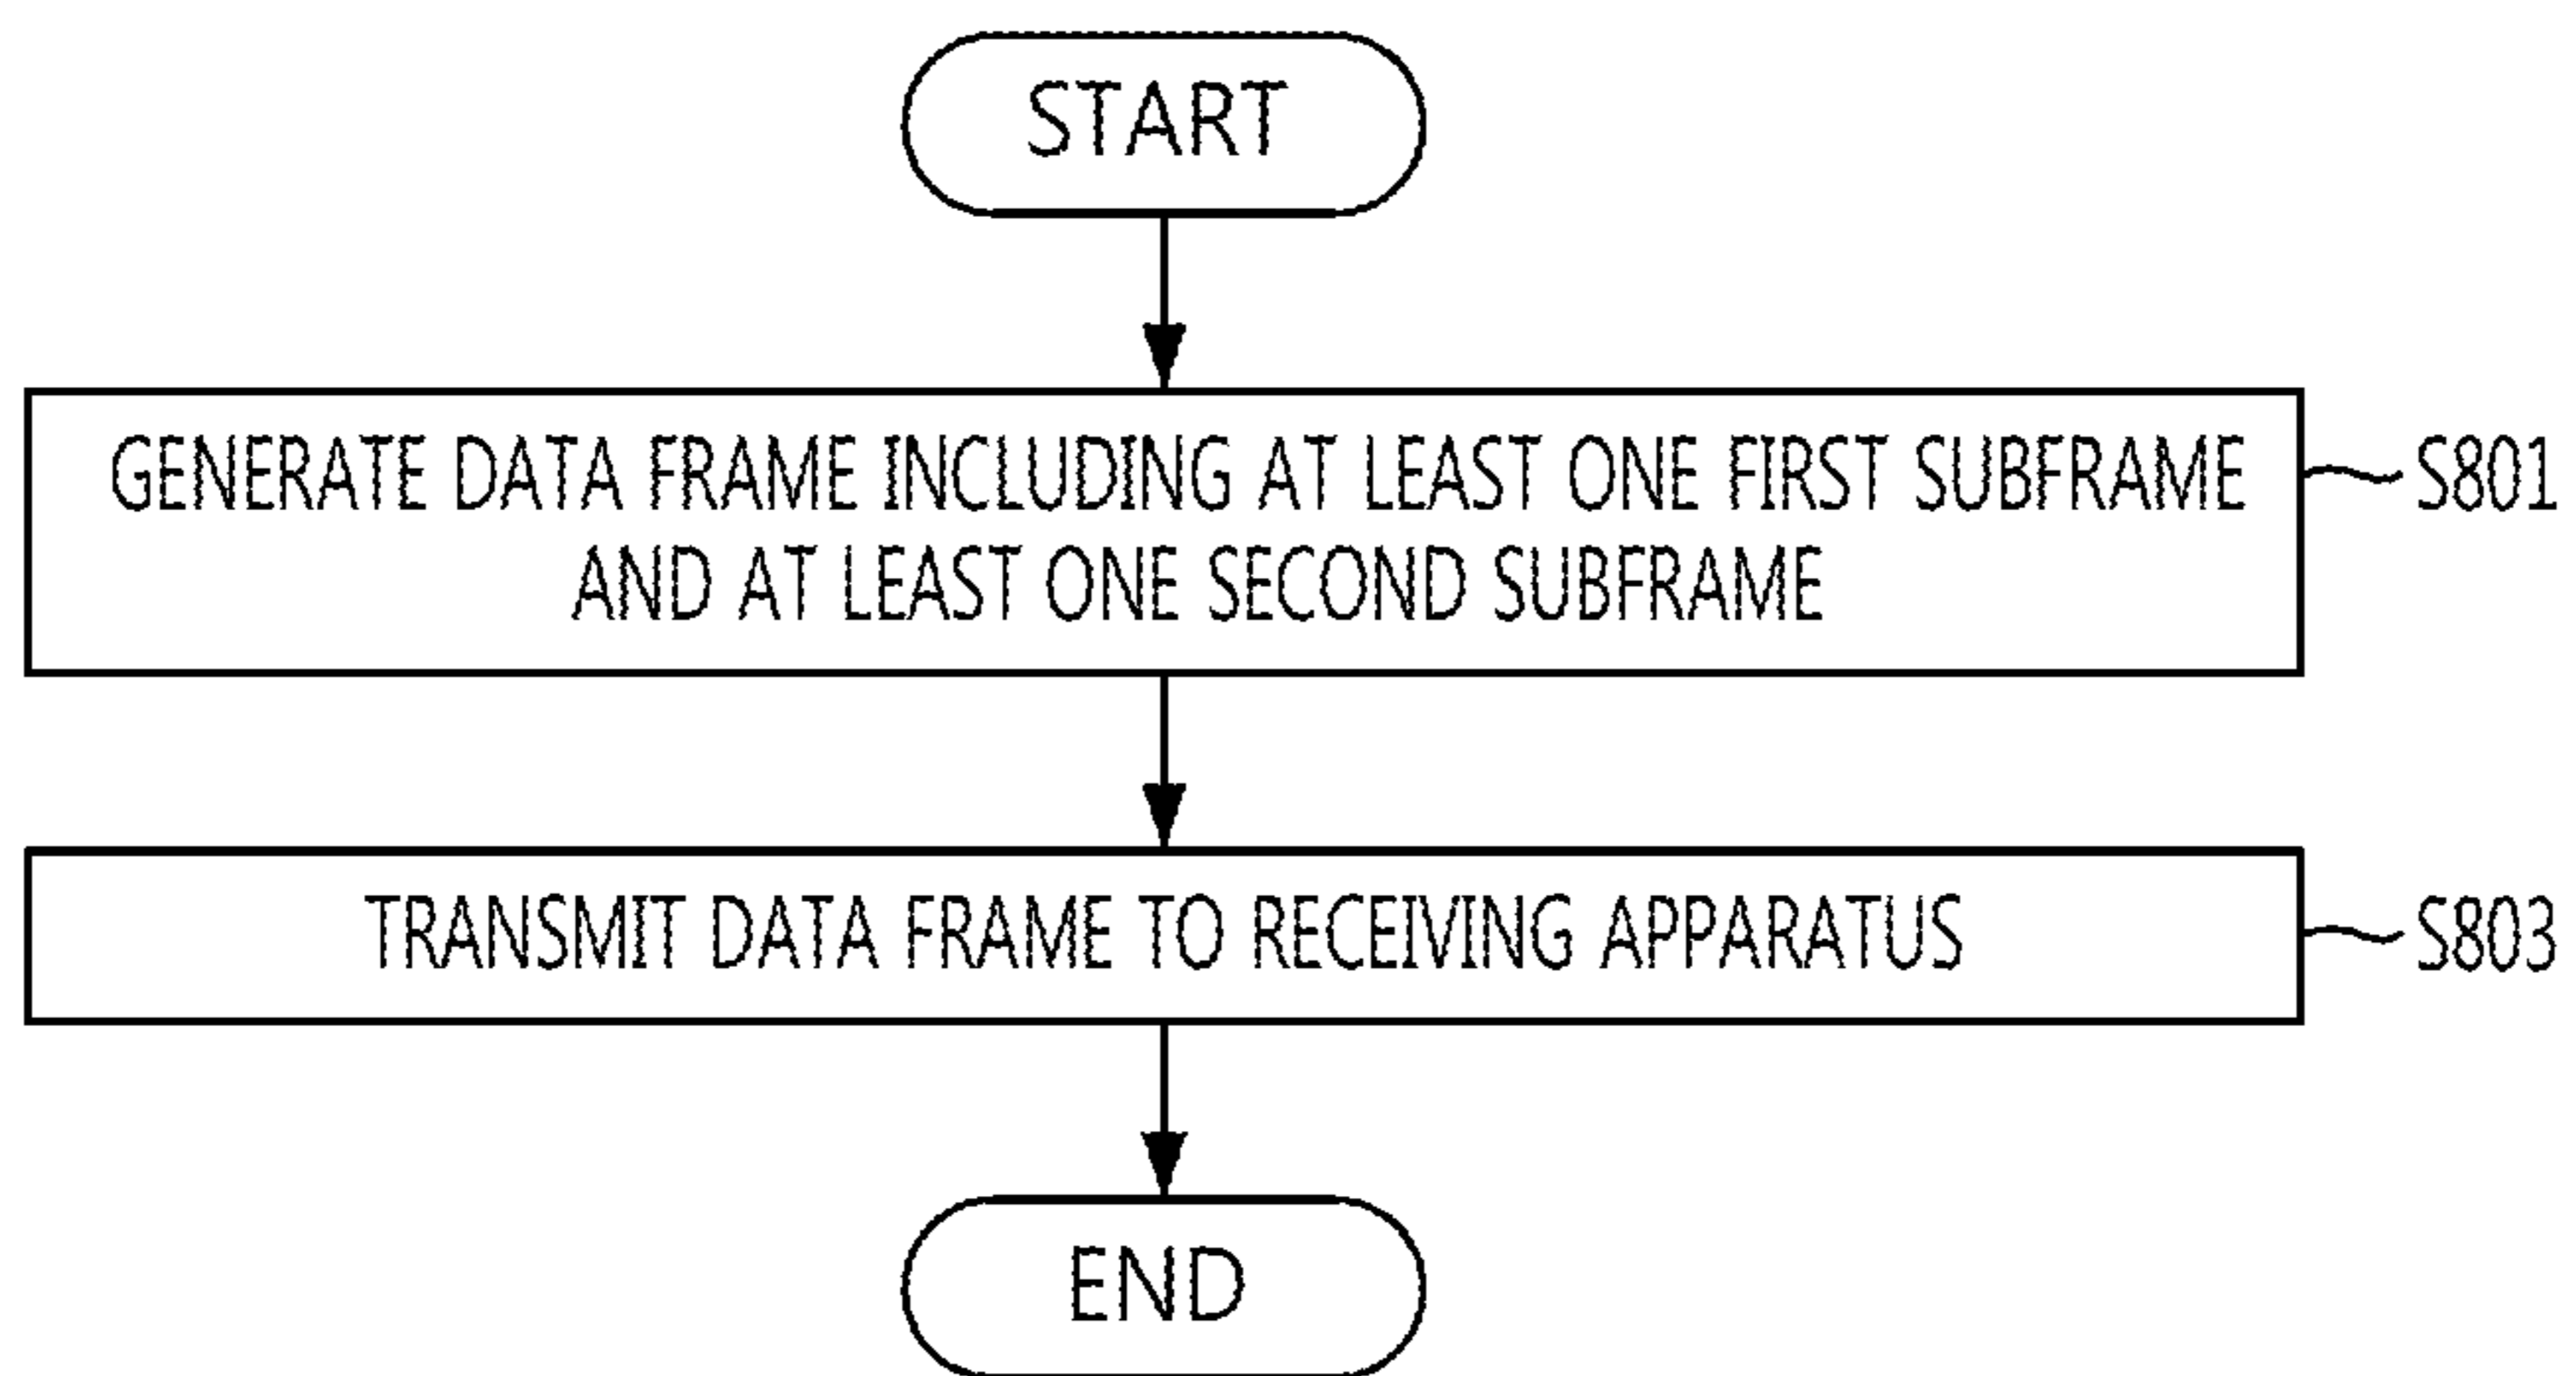 START
GENERATE DATA FRAME INCLUDING AT LEAST ONE FIRST SUBFRAME
AND AT LEAST ONE SECOND SUBFRAME
S801
TRANSMIT DATA FRAME TO RECEIVING APPARATUS
S803
END